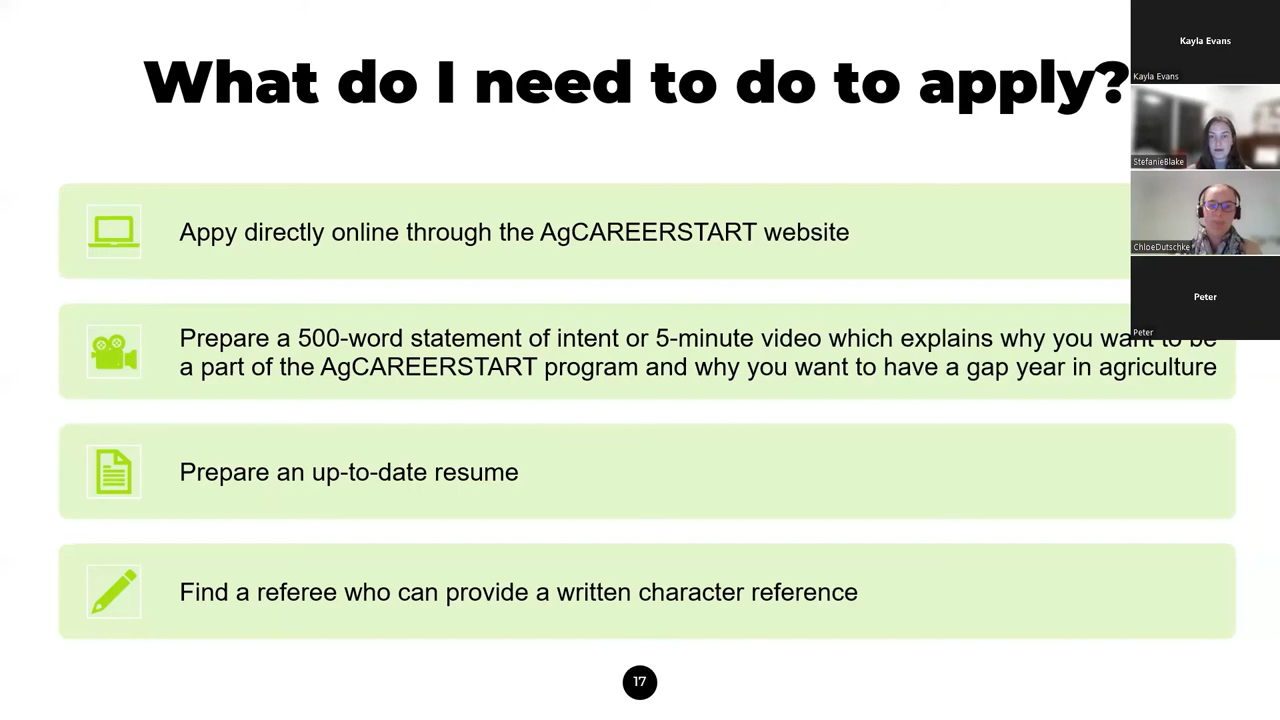 What do I need to do to apply?
Appy directly online through the AgCAREERSTART website
Prepare a 500-word statement of intent or 5-minute video which explains why you want to be
a part of the AgCAREERSTART program and why you want to have a gap year in agriculture
Prepare an up-to-date resume
Find a referee who can provide a written character reference
17
Kayla Evans
Kayla Evans
StefanieBlake
ChloeDutschke
Peter
Peter